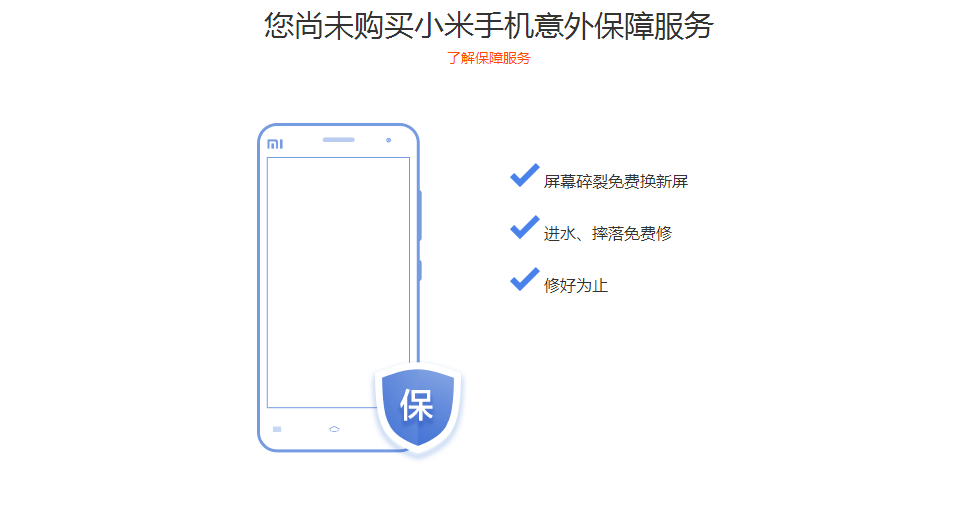 您尚未购买小米手机意外保障服务
了解保障服务
mi
屏幕碎裂免费换新屏
进水、摔落免费修
修好为止
保